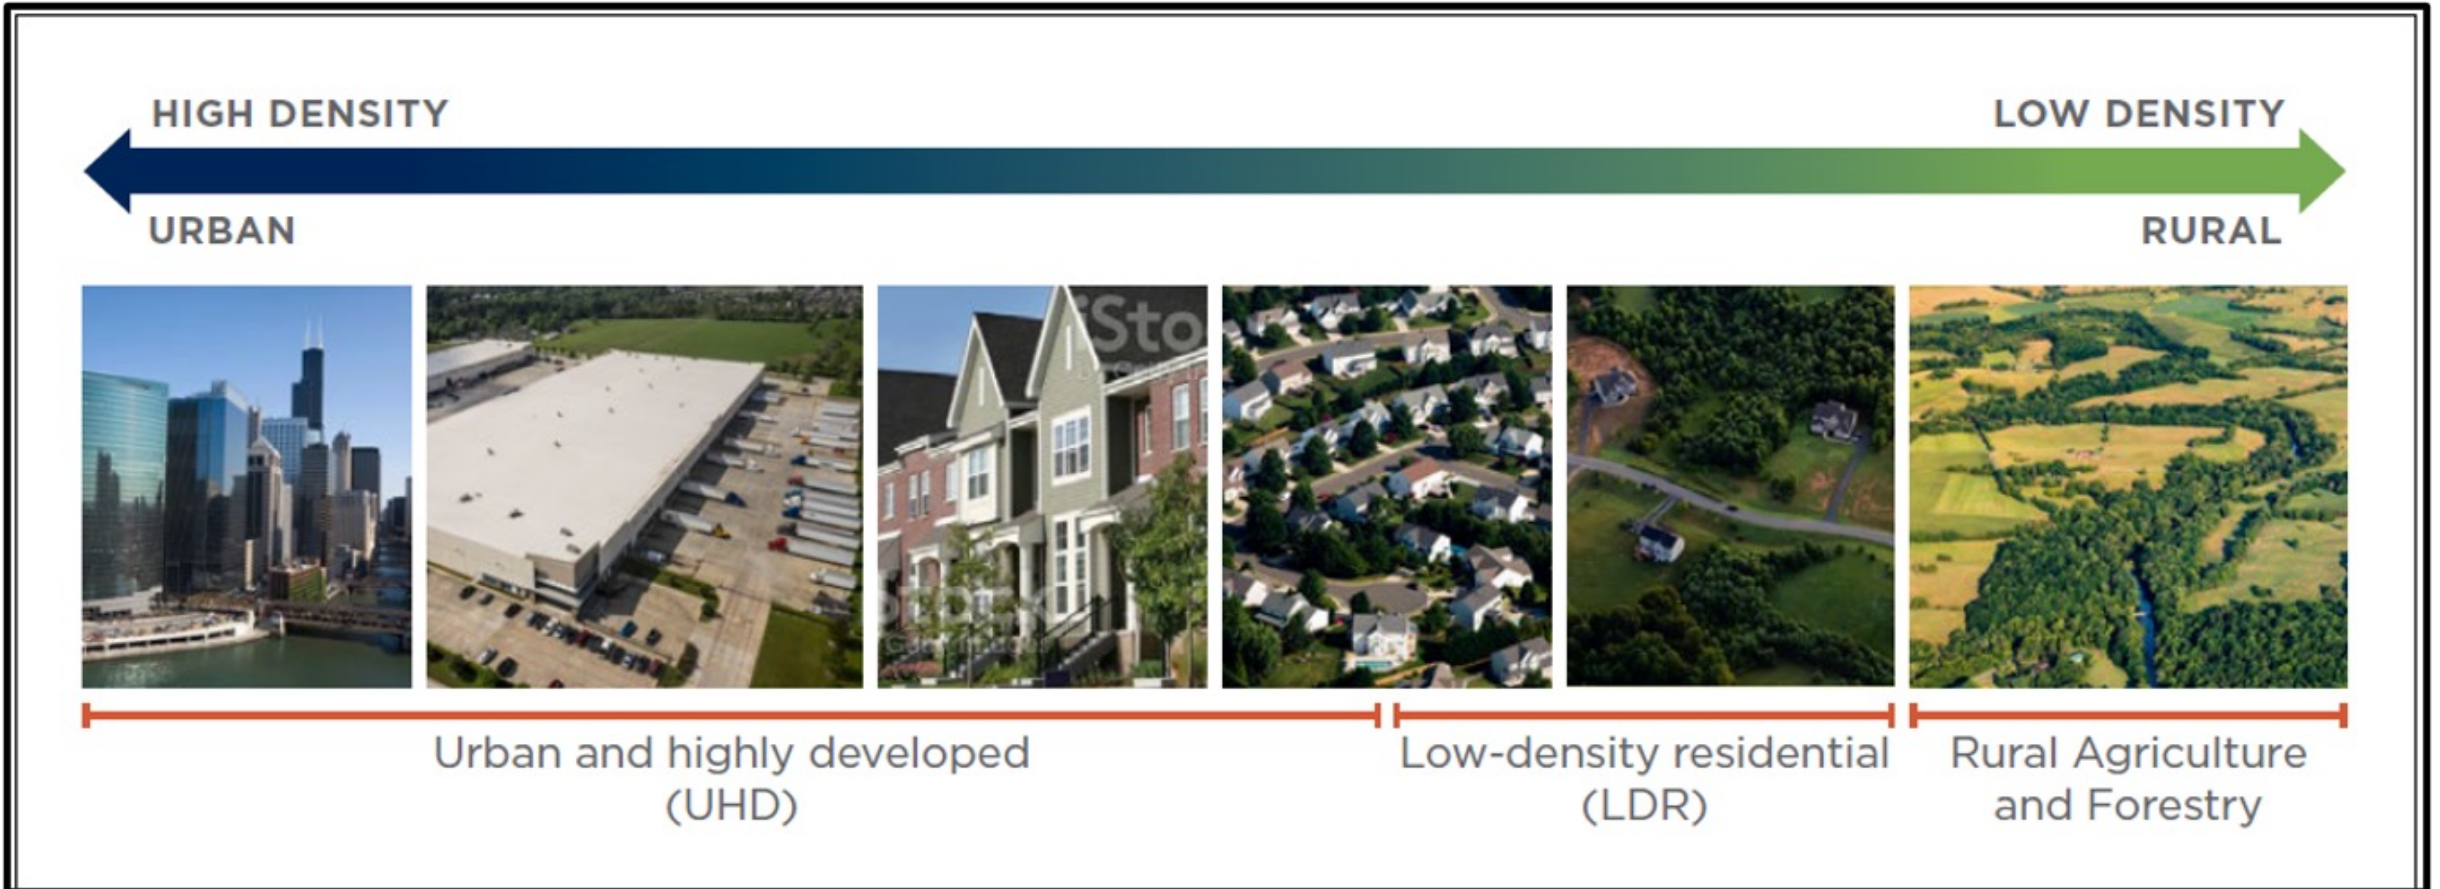 HIGH DENSITY
LOW DENSITY
URBAN
RURAL
iSto
Urban and highly developed
(UHD)
Low-density residential
(LDR)
Rural Agriculture
and Forestry